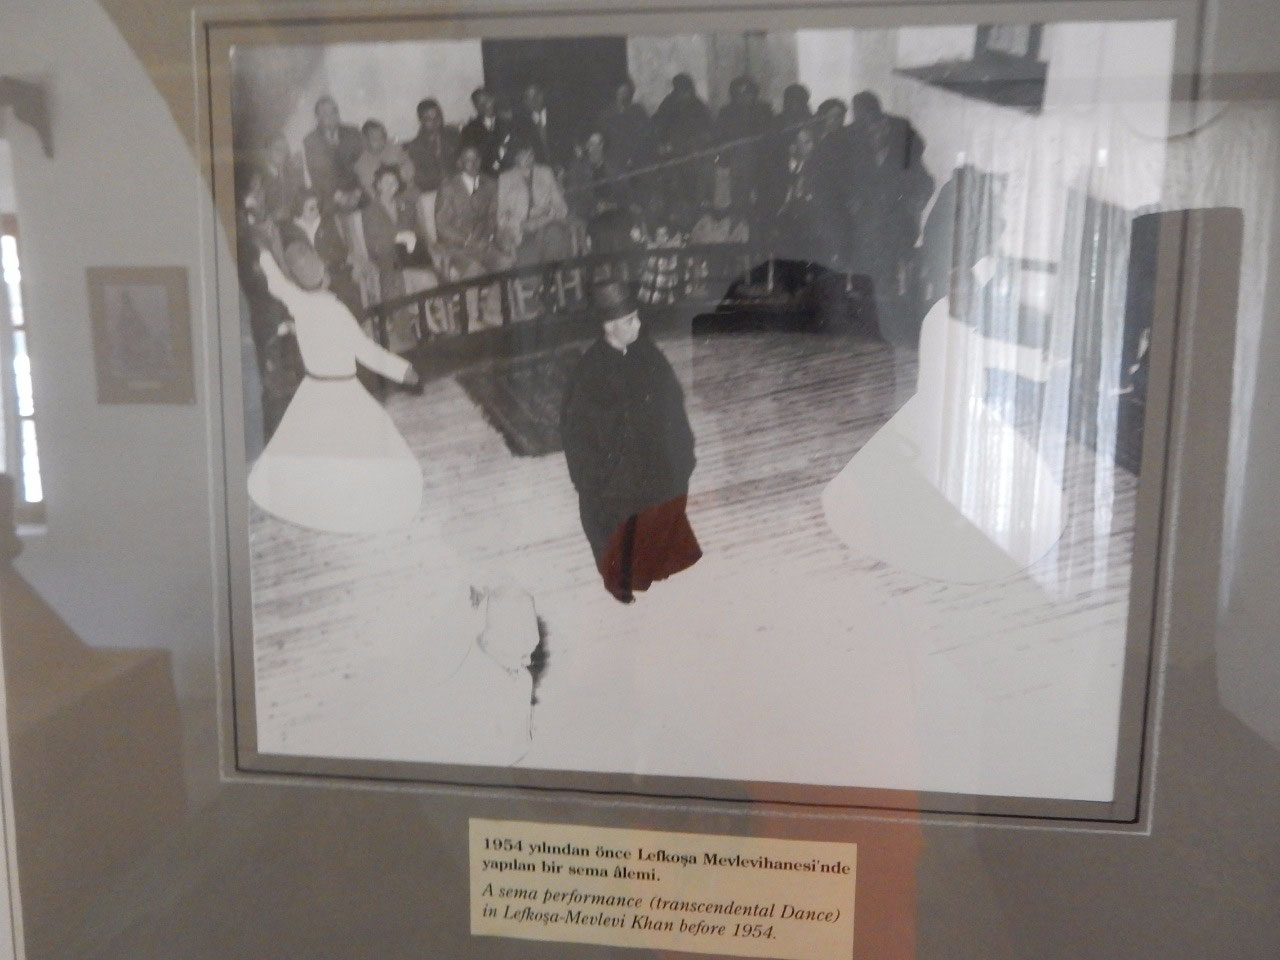 1954 yılından önce Lefkoşa Mevlevihanesi'nde
yapılan bir sema âlemi.
A sema performance (transcendental Dance)
in Lefkoşa-Mevlevi Khan before 1954.